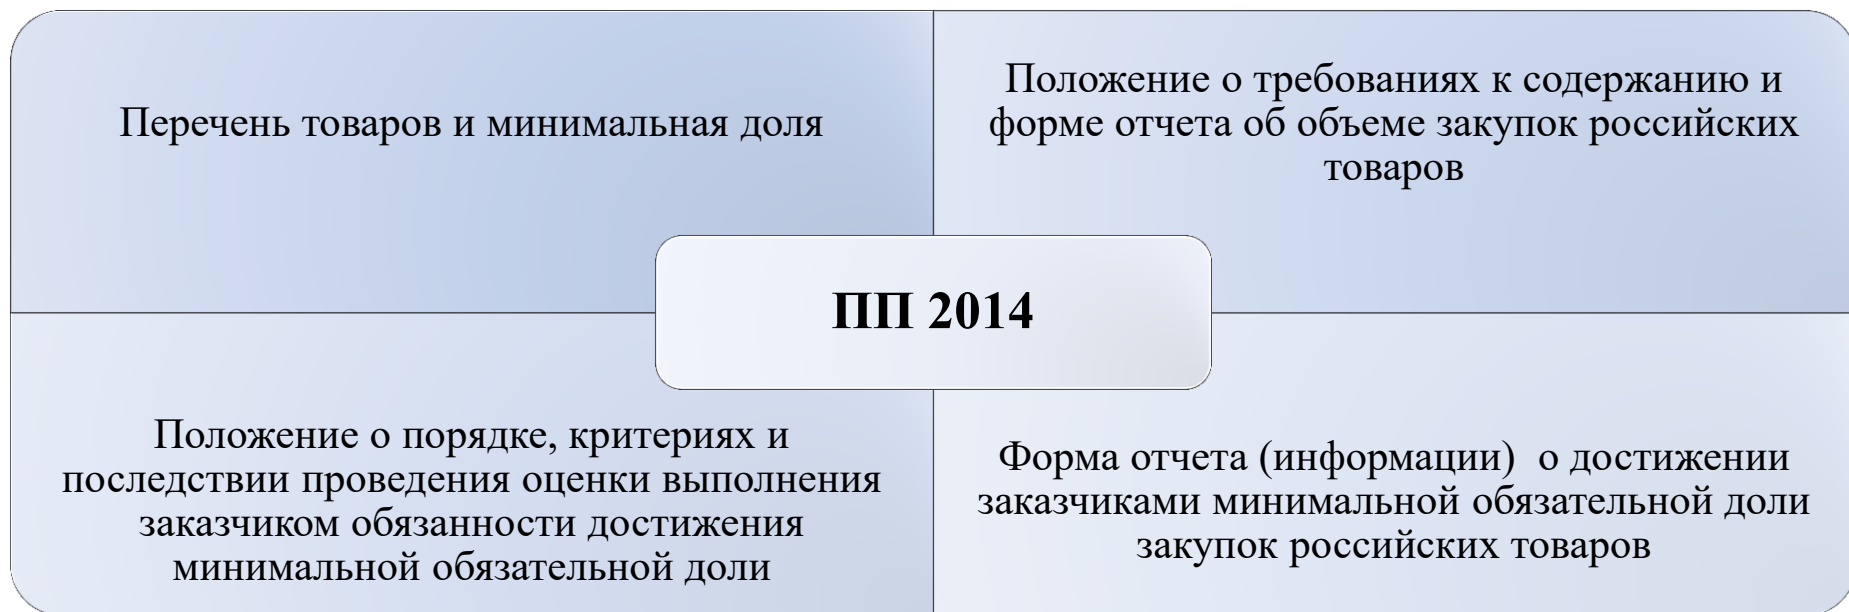 Перечень товаров и минимальная доля
Положение о требованиях к содержанию и
форме отчета об объеме закупок российских
товаров
ПП 2014
Положение о порядке, критериях и
последствии проведения оценки выполнения
заказчиком обязанности достижения
минимальной обязательной доли
Форма отчета (информации)  о достижении
заказчиками минимальной обязательной доли
закупок российских товаров